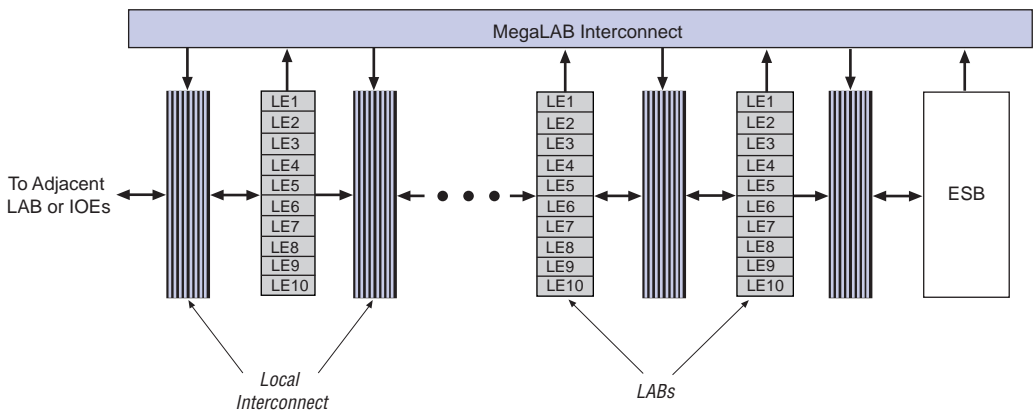 MegaLAB Interconnect
To Adjacent
LAB or IOEs
LE1
LE2
LE3
LE4
LE5
LE6
LE7
LE8
LE9
LE10
LE1
LE2
LE3
LE4
LE5
LE6
LE7
LE8
LE9
LE10
LE1
LE2
LE3
LE4
LE5
LE6
LE7
LE8
LE9
LE10
ESB
Local
Interconnect
LABs